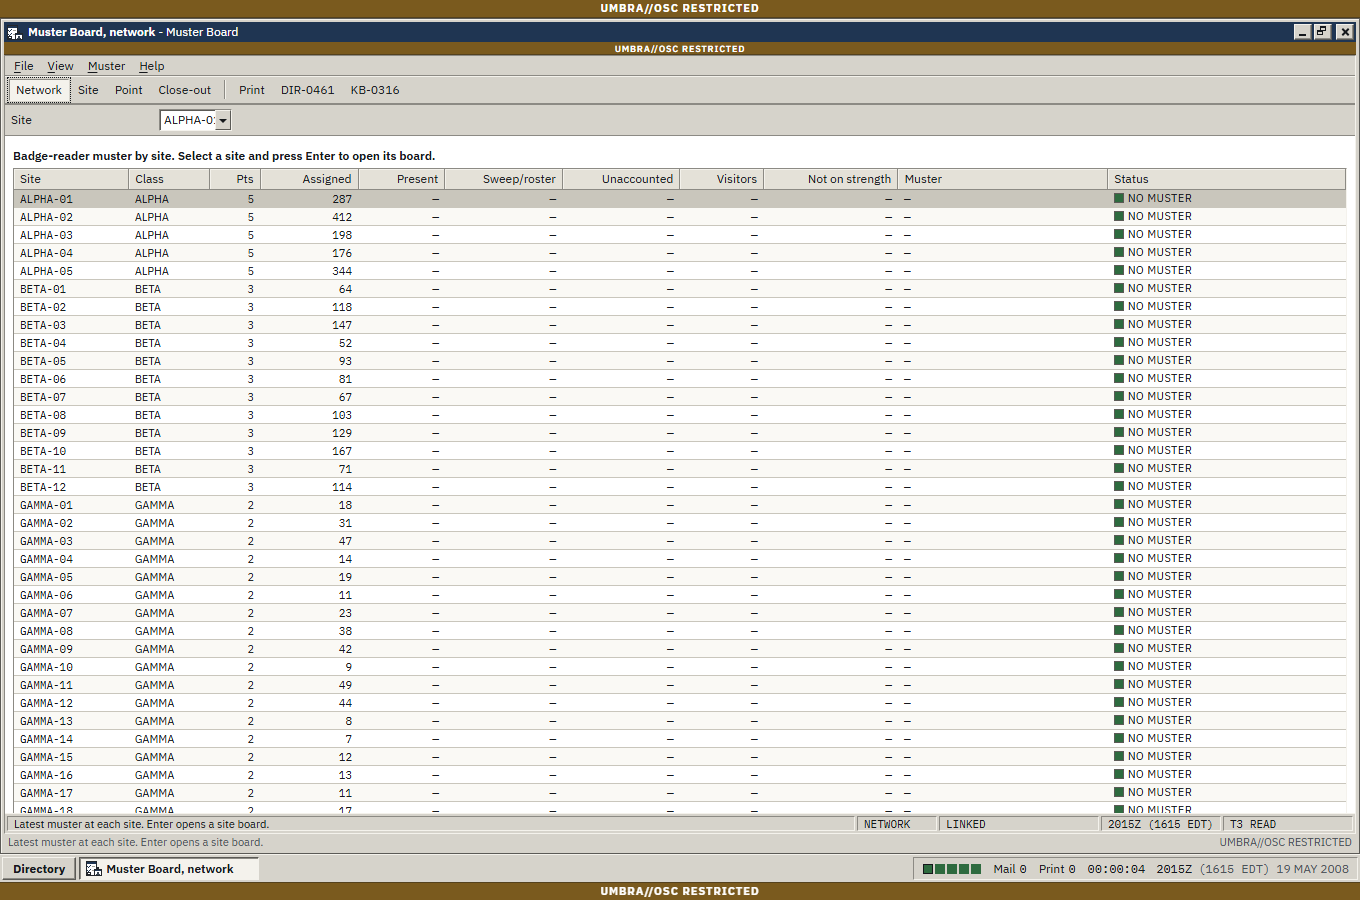 UMBRA//OSC RESTRICTED
Muster Board, network - Muster Board
UMBRA//OSC RESTRICTED
File View Muster Help
Network Site Point Close-out Print DIR-0461 KB-0316
Site ALPHA-01
Badge-reader muster by site. Select a site and press Enter to open its board.
Site Class Pts Assigned Present Sweep/roster Unaccounted Visitors Not on strength Muster Status
ALPHA-01 ALPHA 5 287 — — — — — — NO MUSTER
ALPHA-02 ALPHA 5 412 — — — — — — NO MUSTER
ALPHA-03 ALPHA 5 198 — — — — — — NO MUSTER
ALPHA-04 ALPHA 5 176 — — — — — — NO MUSTER
ALPHA-05 ALPHA 5 344 — — — — — — NO MUSTER
BETA-01 BETA 3 64 — — — — — — NO MUSTER
BETA-02 BETA 3 118 — — — — — — NO MUSTER
BETA-03 BETA 3 147 — — — — — — NO MUSTER
BETA-04 BETA 3 52 — — — — — — NO MUSTER
BETA-05 BETA 3 93 — — — — — — NO MUSTER
BETA-06 BETA 3 81 — — — — — — NO MUSTER
BETA-07 BETA 3 67 — — — — — — NO MUSTER
BETA-08 BETA 3 103 — — — — — — NO MUSTER
BETA-09 BETA 3 129 — — — — — — NO MUSTER
BETA-10 BETA 3 167 — — — — — — NO MUSTER
BETA-11 BETA 3 71 — — — — — — NO MUSTER
BETA-12 BETA 3 114 — — — — — — NO MUSTER
GAMMA-01 GAMMA 2 18 — — — — — — NO MUSTER
GAMMA-02 GAMMA 2 31 — — — — — — NO MUSTER
GAMMA-03 GAMMA 2 47 — — — — — — NO MUSTER
GAMMA-04 GAMMA 2 14 — — — — — — NO MUSTER
GAMMA-05 GAMMA 2 19 — — — — — — NO MUSTER
GAMMA-06 GAMMA 2 11 — — — — — — NO MUSTER
GAMMA-07 GAMMA 2 23 — — — — — — NO MUSTER
GAMMA-08 GAMMA 2 38 — — — — — — NO MUSTER
GAMMA-09 GAMMA 2 42 — — — — — — NO MUSTER
GAMMA-10 GAMMA 2 9 — — — — — — NO MUSTER
GAMMA-11 GAMMA 2 49 — — — — — — NO MUSTER
GAMMA-12 GAMMA 2 44 — — — — — — NO MUSTER
GAMMA-13 GAMMA 2 8 — — — — — — NO MUSTER
GAMMA-14 GAMMA 2 7 — — — — — — NO MUSTER
GAMMA-15 GAMMA 2 12 — — — — — — NO MUSTER
GAMMA-16 GAMMA 2 13 — — — — — — NO MUSTER
GAMMA-17 GAMMA 2 11 — — — — — — NO MUSTER
GAMMA-18 GAMMA 2 17 — — — — — — NO MUSTER
Latest muster at each site. Enter opens a site board. NETWORK LINKED 2015Z (1615 EDT) T3 READ
Latest muster at each site. Enter opens a site board. UMBRA//OSC RESTRICTED
Directory Muster Board, network Mail 0 Print 0 00:00:04 2015Z (1615 EDT) 19 MAY 2008
UMBRA//OSC RESTRICTED